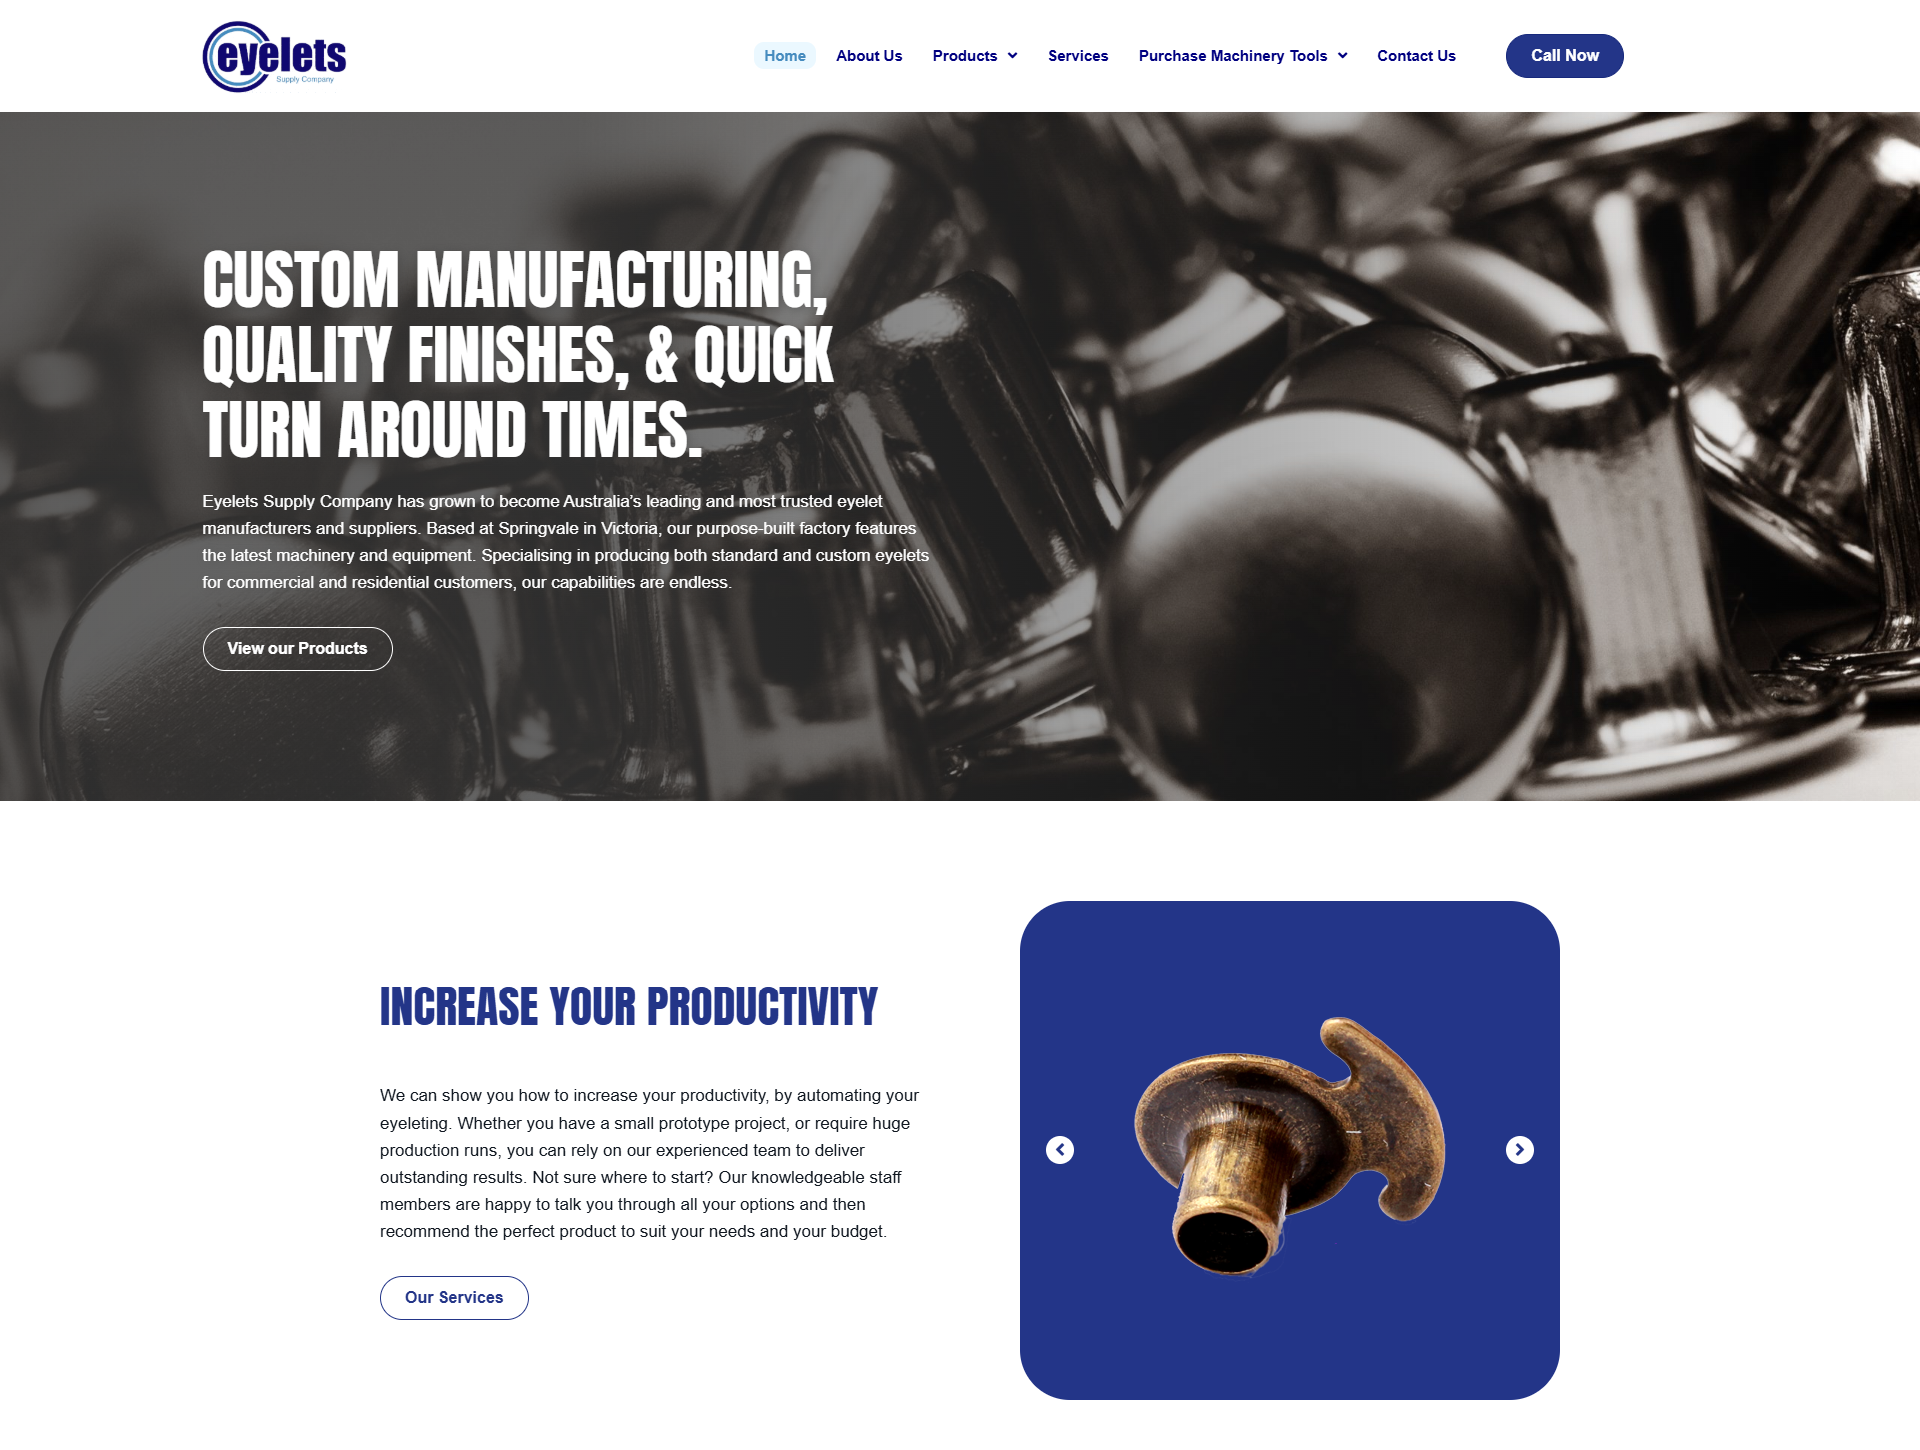 eyelets
Supply Company
Home
About Us
Products
Services
Purchase Machinery Tools
Contact Us
Call Now
CUSTOM MANUFACTURING,
QUALITY FINISHES, & QUICK
TURN AROUND TIMES.
Eyelets Supply Company has grown to become Australia’s leading and most trusted eyelet
manufacturers and suppliers. Based at Springvale in Victoria, our purpose-built factory features
the latest machinery and equipment. Specialising in producing both standard and custom eyelets
for commercial and residential customers, our capabilities are endless.
View our Products
INCREASE YOUR PRODUCTIVITY
We can show you how to increase your productivity, by automating your
eyeleting. Whether you have a small prototype project, or require huge
production runs, you can rely on our experienced team to deliver
outstanding results. Not sure where to start? Our knowledgeable staff
members are happy to talk you through all your options and then
recommend the perfect product to suit your needs and your budget.
Our Services